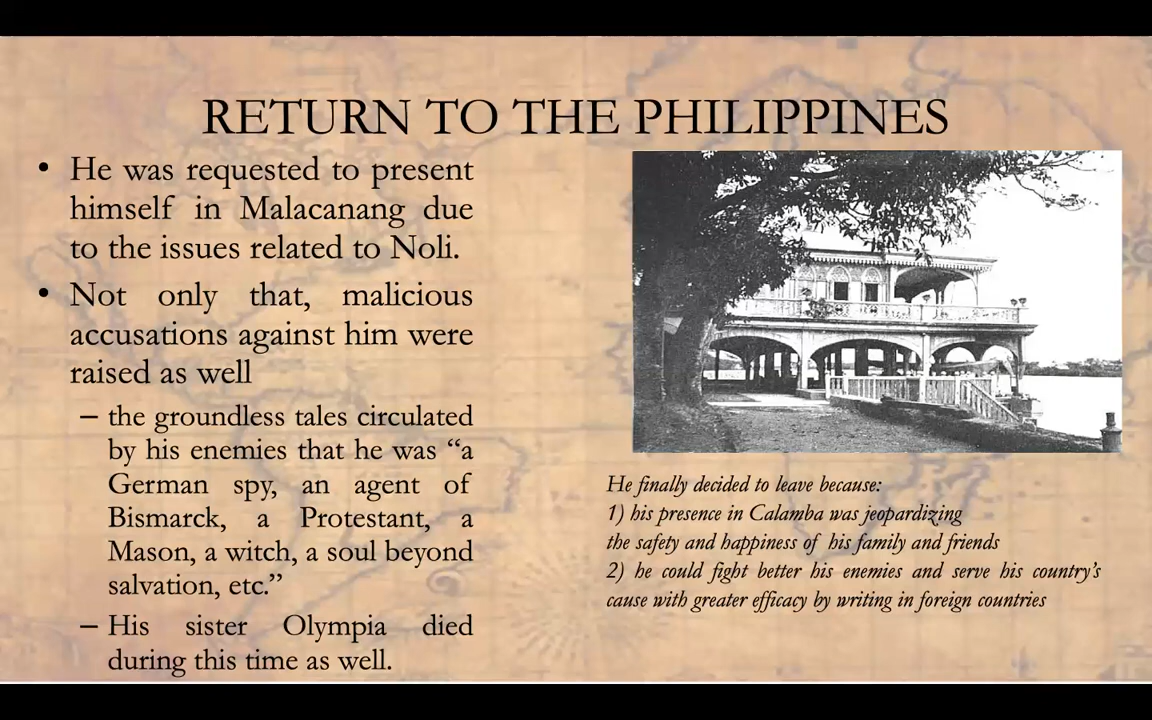 RETURN TO THE PHILIPPINES
• He was requested to present
himself in Malacanang due
to the issues related to Noli.
• Not only that, malicious
accusations against him were
raised as well
– the groundless tales circulated
by his enemies that he was “a
German spy, an agent of
Bismarck, a Protestant, a
Mason, a witch, a soul beyond
salvation, etc.”
– His sister Olympia died
during this time as well.
He finally decided to leave because:
1) his presence in Calamba was jeopardizing
the safety and happiness of his family and friends
2) he could fight better his enemies and serve his country’s
cause with greater efficacy by writing in foreign countries